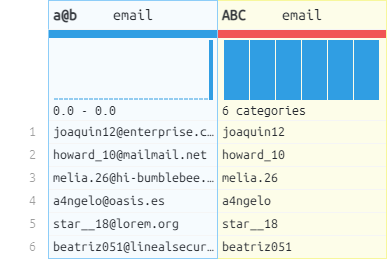 a@b email ABC email
0.0 - 0.0 6 categories
1 joaquin12@enterprise.c… joaquin12
2 howard_10@mailmail.net howard_10
3 melia.26@hi-bumblebee.… melia.26
4 a4ngelo@oasis.es a4ngelo
5 star__18@lorem.org star__18
6 beatriz051@linealsecur… beatriz051